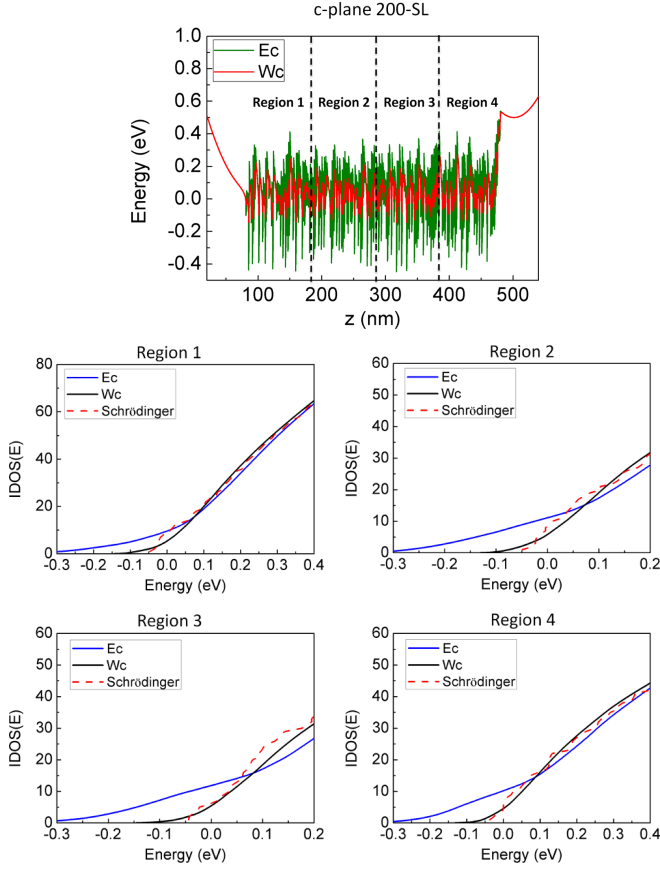 c-plane 200-SL
Ec
Wc
Region 1 Region 2 Region 3 Region 4
Energy (eV)
1.0
0.8
0.6
0.4
0.2
0.0
-0.2
-0.4
100 200 300 400 500
z (nm)
Region 1
Ec
Wc
Schrödinger
IDOS(E)
80
60
40
20
0
-0.3 -0.2 -0.1 0.0 0.1 0.2 0.3 0.4
Energy (eV)
Region 2
Ec
Wc
Schrödinger
IDOS(E)
60
50
40
30
20
10
0
-0.3 -0.2 -0.1 0.0 0.1 0.2
Energy (eV)
Region 3
Ec
Wc
Schrödinger
IDOS(E)
60
50
40
30
20
10
0
-0.3 -0.2 -0.1 0.0 0.1 0.2
Energy (eV)
Region 4
Ec
Wc
Schrödinger
IDOS(E)
60
50
40
30
20
10
0
-0.3 -0.2 -0.1 0.0 0.1 0.2 0.3 0.4
Energy (eV)